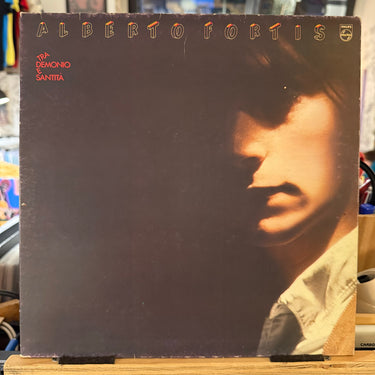 ALBERTO FORTIS
PHILIPS
TRA
DEMONIO
E
SANTITÀ